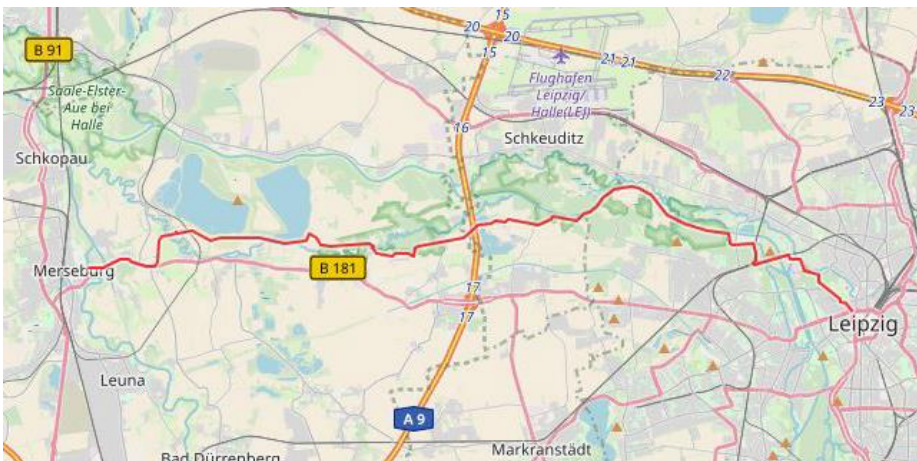 15
20
20
15
B 91
21
21
22
Flughafen
Leipzig/
Halle(LEJ)
Saale-Elster-
Aue bei
Halle
23
23
16
Schkeuditz
Schkopau
Merseburg
B 181
17
17
Leipzig
Leuna
A 9
Markranstädt
Bad Dürrenberg